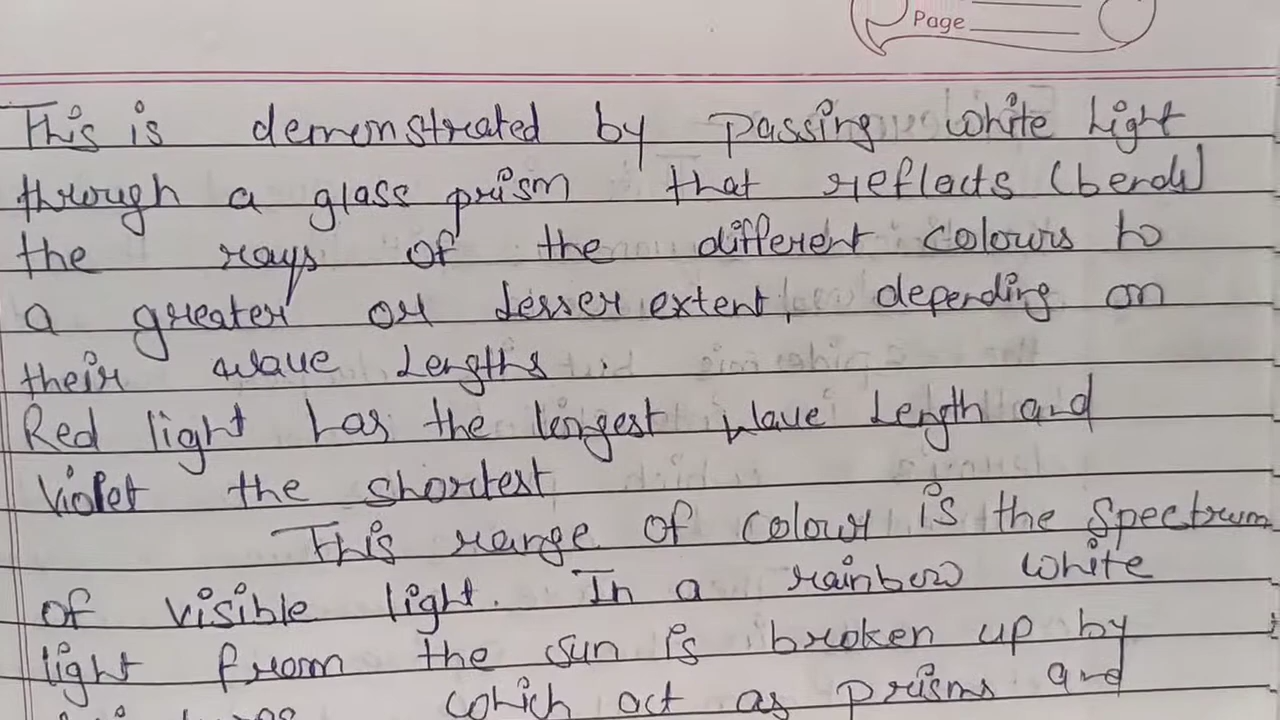 Page
This is demonstrated by passing white light
through a glass prism that reflects (bends)
the rays of the different colours to
a greater or lesser extent, depending on
their wave lengths.
Red light has the longest wave length and
violet the shortest
This range of colour is the spectrum
of visible light. In a rainbow white
light from the sun is broken up by
which act as prisms and